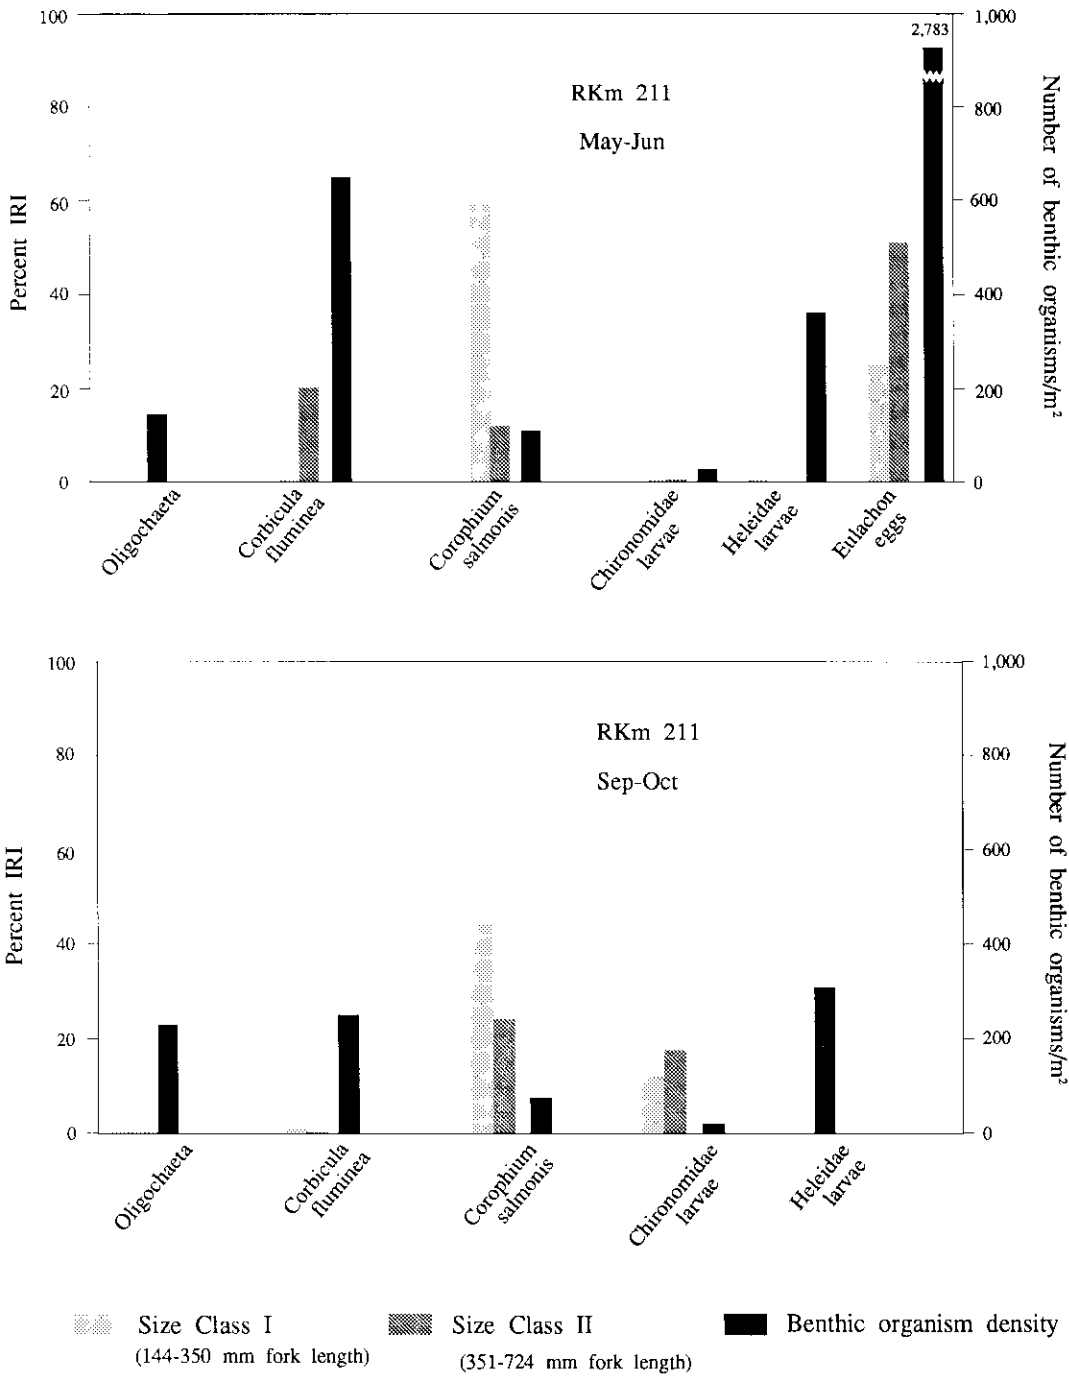 100
80
60
40
20
0
Percent IRI
1,000
800
600
400
200
0
Number of benthic organisms/m²
2,783
RKm 211
May-Jun
Oligochaeta
Corbicula
fluminea
Corophium
salmonis
Chironomidae
larvae
Heleidae
larvae
Eulachon
eggs
100
80
60
40
20
0
Percent IRI
1,000
800
600
400
200
0
Number of benthic organisms/m²
RKm 211
Sep-Oct
Oligochaeta
Corbicula
fluminea
Corophium
salmonis
Chironomidae
larvae
Heleidae
larvae
Size Class I
(144-350 mm fork length)
Size Class II
(351-724 mm fork length)
Benthic organism density